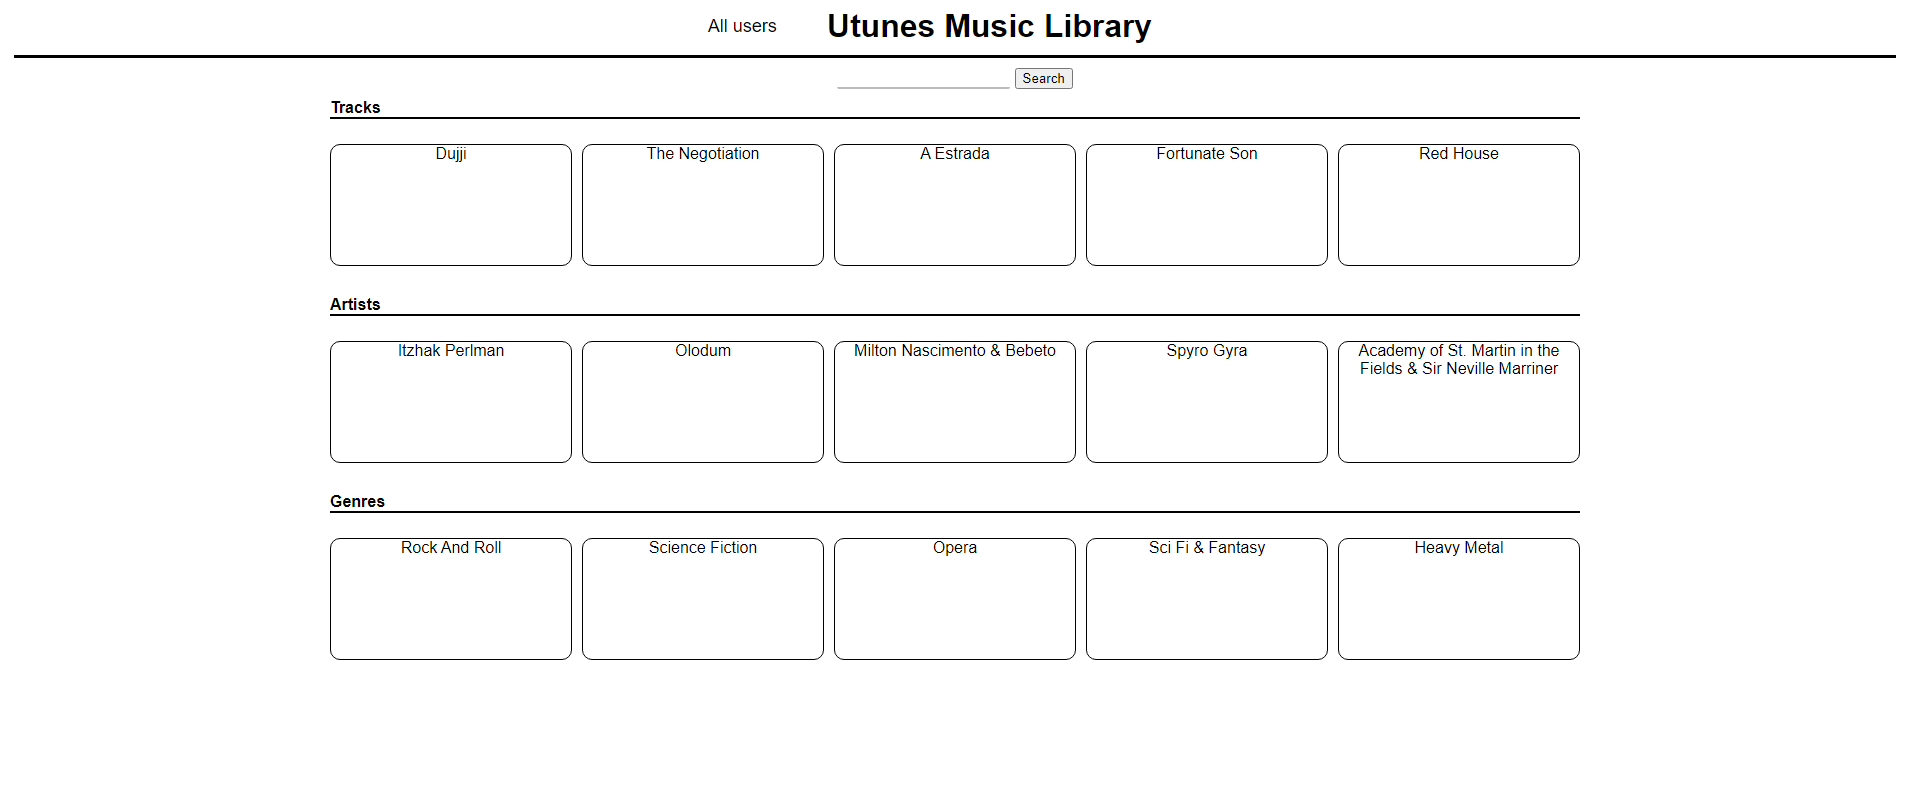 All users
Utunes Music Library
Search
Tracks
Dujji
The Negotiation
A Estrada
Fortunate Son
Red House
Artists
Itzhak Perlman
Olodum
Milton Nascimento & Bebeto
Spyro Gyra
Academy of St. Martin in the
Fields & Sir Neville Marriner
Genres
Rock And Roll
Science Fiction
Opera
Sci Fi & Fantasy
Heavy Metal